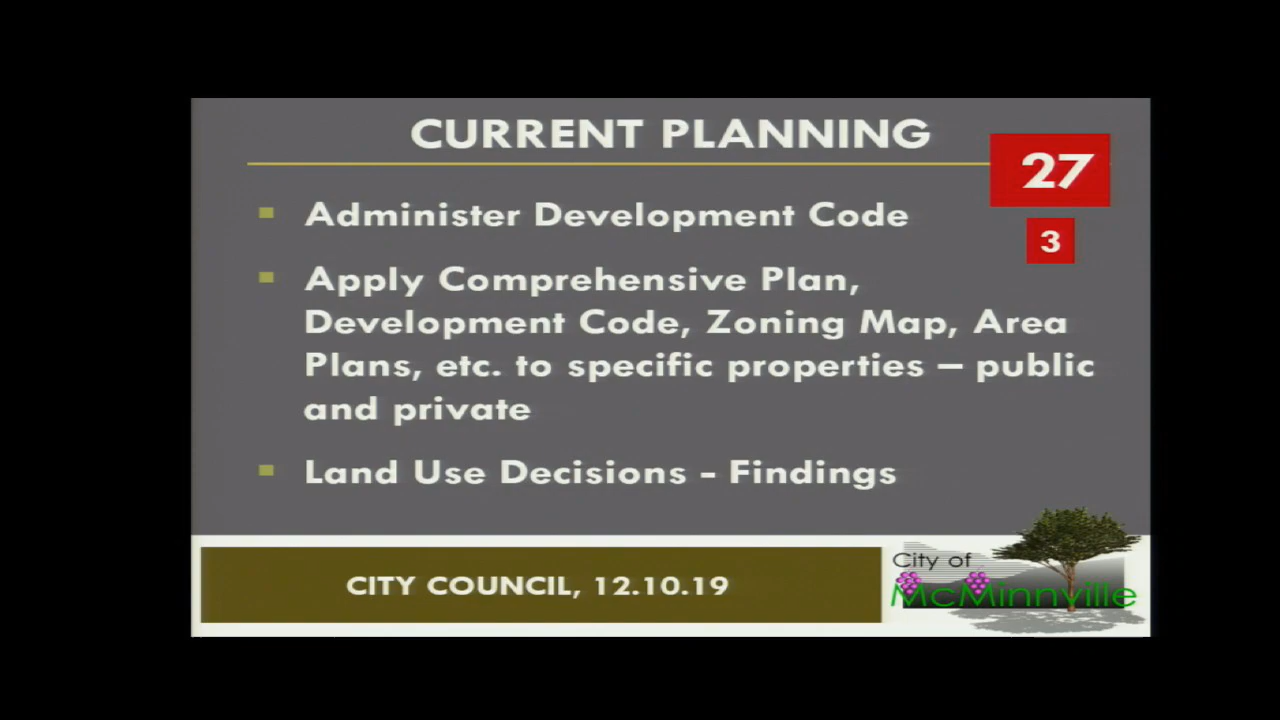 CURRENT PLANNING
27
3
Administer Development Code
Apply Comprehensive Plan,
Development Code, Zoning Map, Area
Plans, etc. to specific properties – public
and private
Land Use Decisions - Findings
CITY COUNCIL, 12.10.19
City of
McMinnville